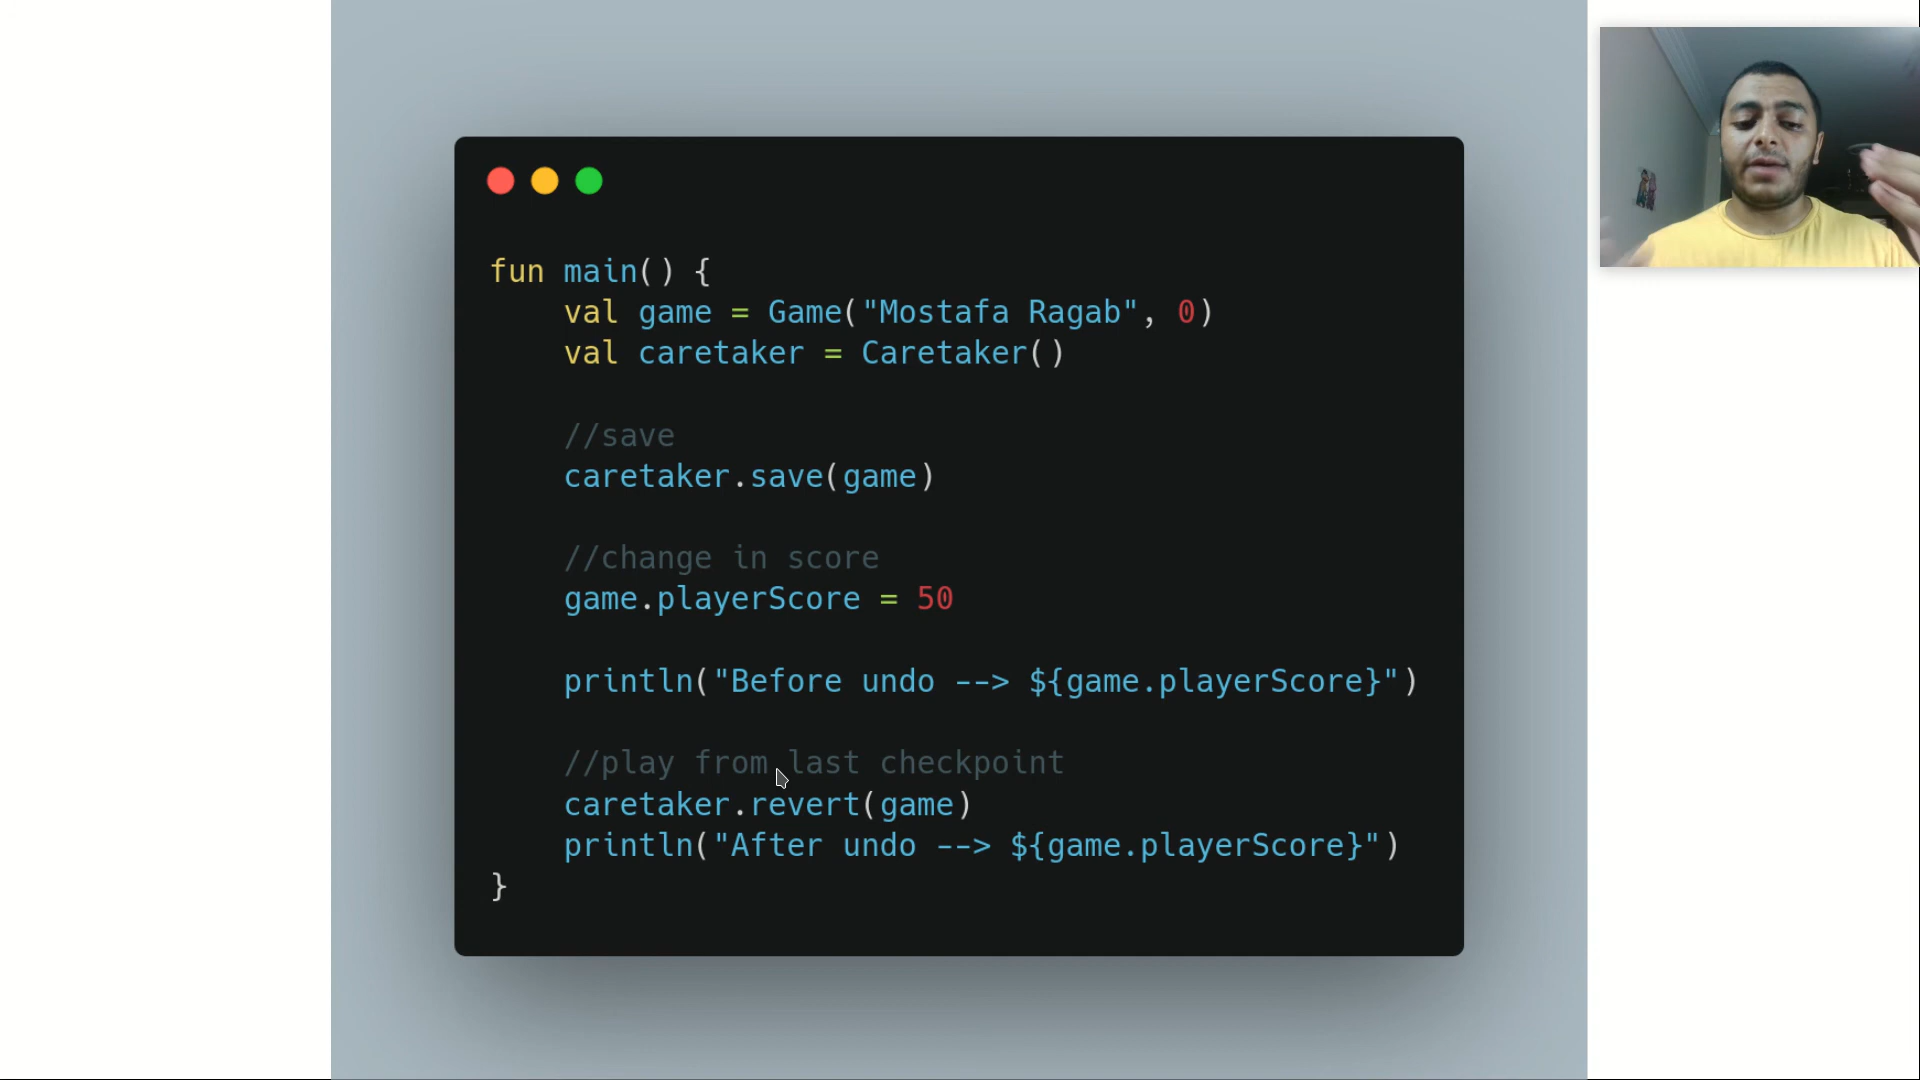 fun main() {
val game = Game("Mostafa Ragab", 0)
val caretaker = Caretaker()
//save
caretaker.save(game)
//change in score
game.playerScore = 50
println("Before undo --> ${game.playerScore}")
//play from last checkpoint
caretaker.revert(game)
println("After undo --> ${game.playerScore}")
}